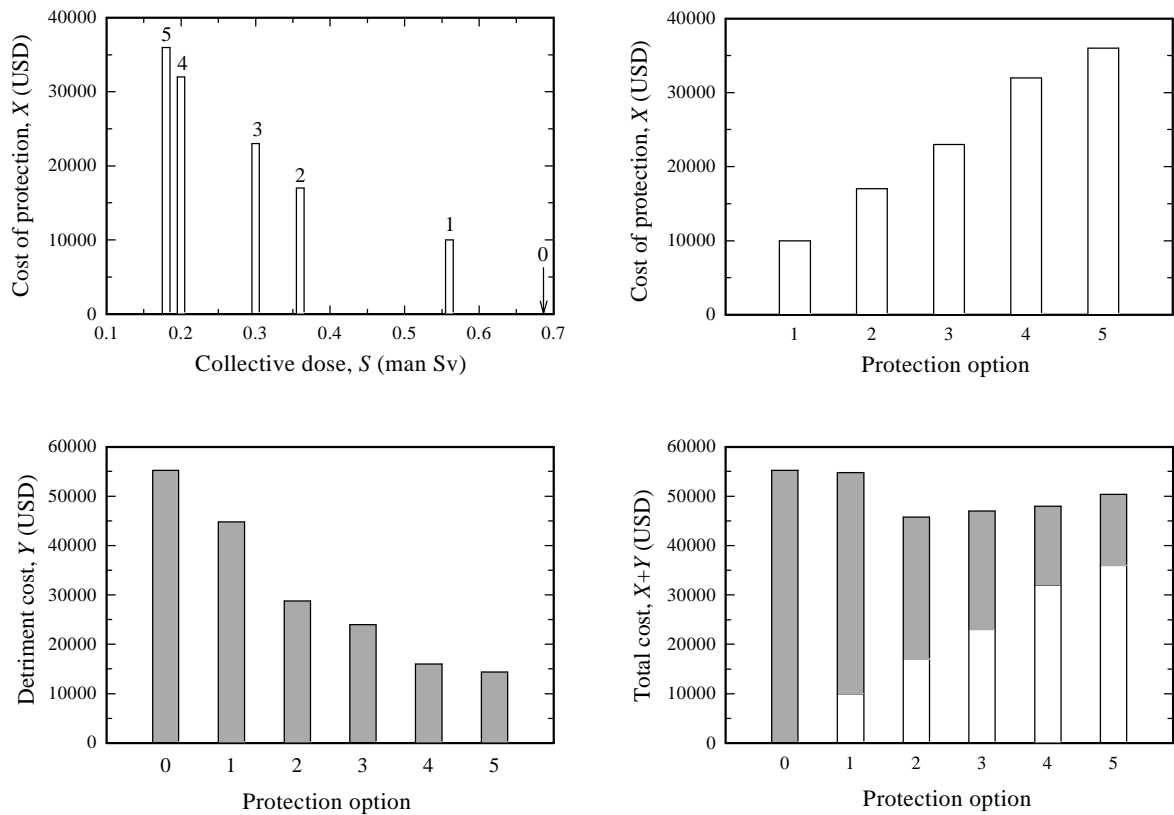 40000
30000
20000
10000
0
Cost of protection, X (USD)
5
4
3
2
1
0
0.1 0.2 0.3 0.4 0.5 0.6 0.7
Collective dose, S (man Sv)
40000
30000
20000
10000
0
Cost of protection, X (USD)
1 2 3 4 5
Protection option
60000
50000
40000
30000
20000
10000
0
Detriment cost, Y (USD)
0 1 2 3 4 5
Protection option
60000
50000
40000
30000
20000
10000
0
Total cost, X+Y (USD)
0 1 2 3 4 5
Protection option